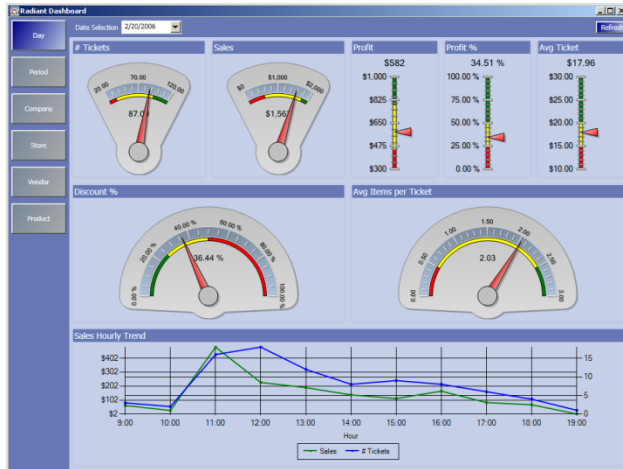 Radiant Dashboard
Day
Date Selection 2/20/2006
Refresh
Period
Company
Store
Vendor
Product
# Tickets
20.00 70.00 120.00
87.0
Sales
$0 $1,000 $2,000
$1,56
Profit
$582
$1,000
$825
$650
$475
$300
Profit %
34.51 %
100.00 %
75.00 %
50.00 %
25.00 %
0.00 %
Avg Ticket
$17.96
$30.00
$25.00
$20.00
$15.00
$10.00
Discount %
0.00 % 20.00 % 40.00 % 60.00 % 80.00 % 100.00 %
36.44 %
Avg Items per Ticket
0.00 0.50 1.00 1.50 2.00 2.50 3.00
2.03
Sales Hourly Trend
$402
$302
$202
$102
$2
15
10
5
0
9:00 10:00 11:00 12:00 13:00 14:00 15:00 16:00 17:00 18:00 19:00
Hour
Sales # Tickets